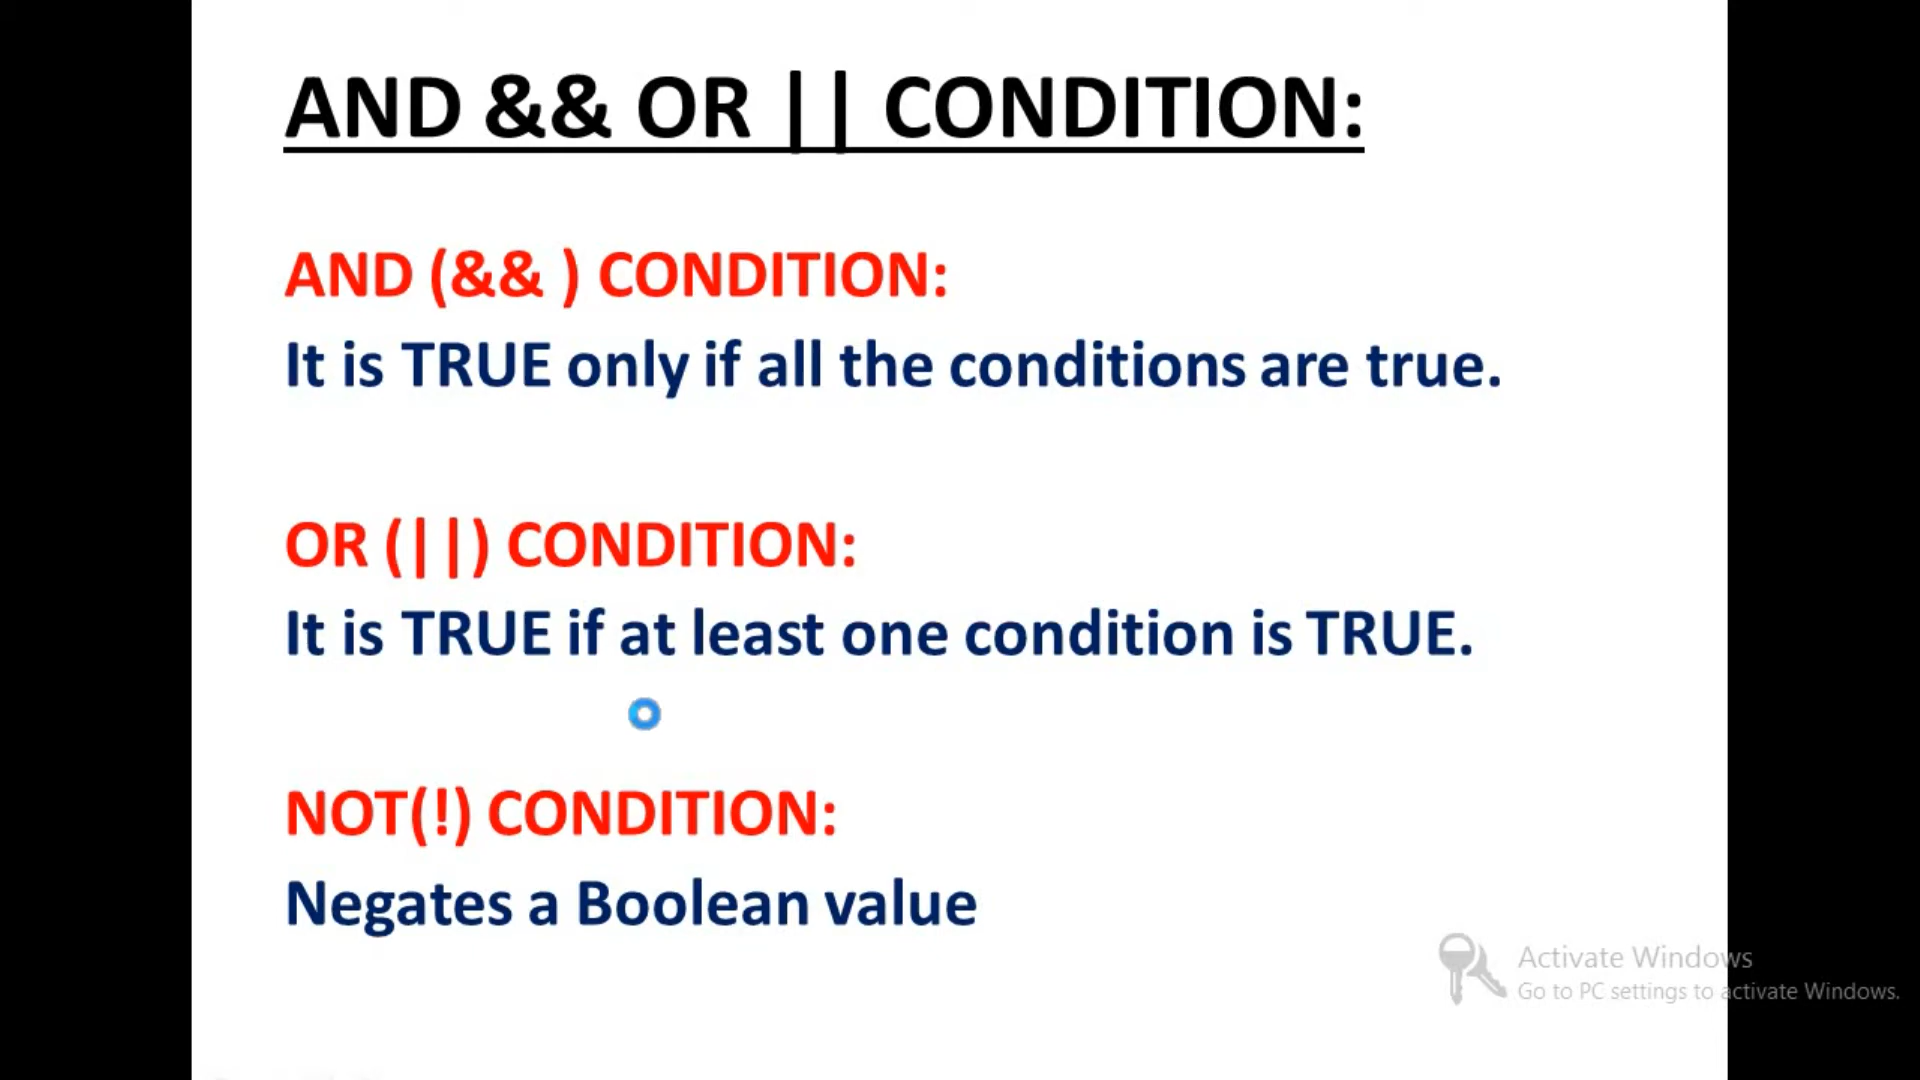 AND && OR || CONDITION:
AND (&& ) CONDITION:
It is TRUE only if all the conditions are true.
OR (||) CONDITION:
It is TRUE if at least one condition is TRUE.
NOT(!) CONDITION:
Negates a Boolean value
Activate Windows
Go to PC settings to activate Windows.